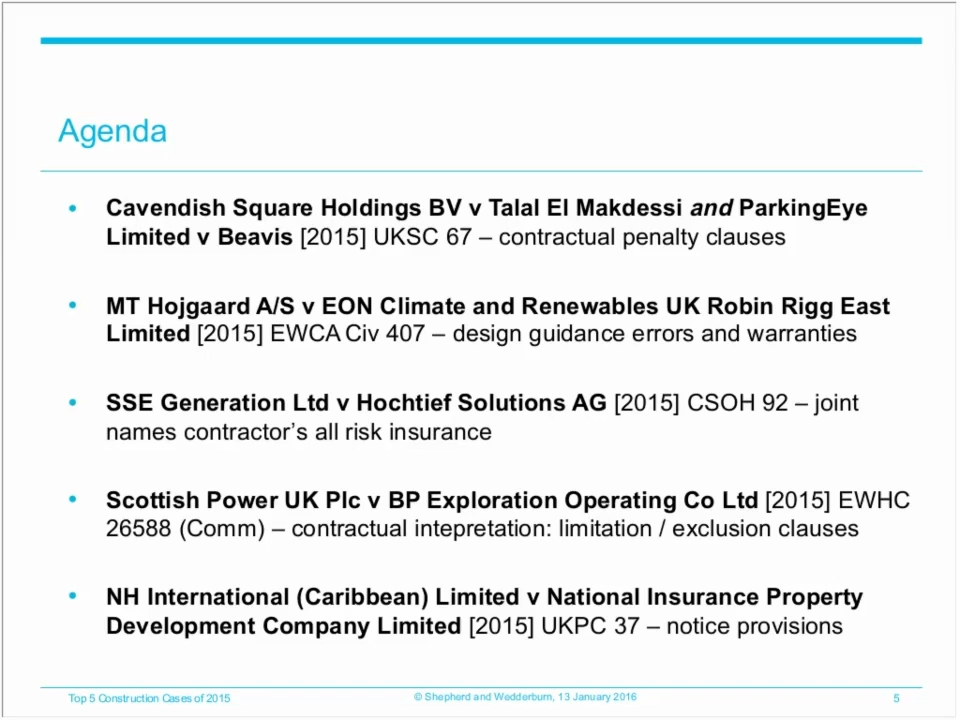 Agenda
• Cavendish Square Holdings BV v Talal El Makdessi and ParkingEye
Limited v Beavis [2015] UKSC 67 – contractual penalty clauses
• MT Hojgaard A/S v EON Climate and Renewables UK Robin Rigg East
Limited [2015] EWCA Civ 407 – design guidance errors and warranties
• SSE Generation Ltd v Hochtief Solutions AG [2015] CSOH 92 – joint
names contractor’s all risk insurance
• Scottish Power UK Plc v BP Exploration Operating Co Ltd [2015] EWHC
26588 (Comm) – contractual intepretation: limitation / exclusion clauses
• NH International (Caribbean) Limited v National Insurance Property
Development Company Limited [2015] UKPC 37 – notice provisions
Top 5 Construction Cases of 2015 © Shepherd and Wedderburn, 13 January 2016 5